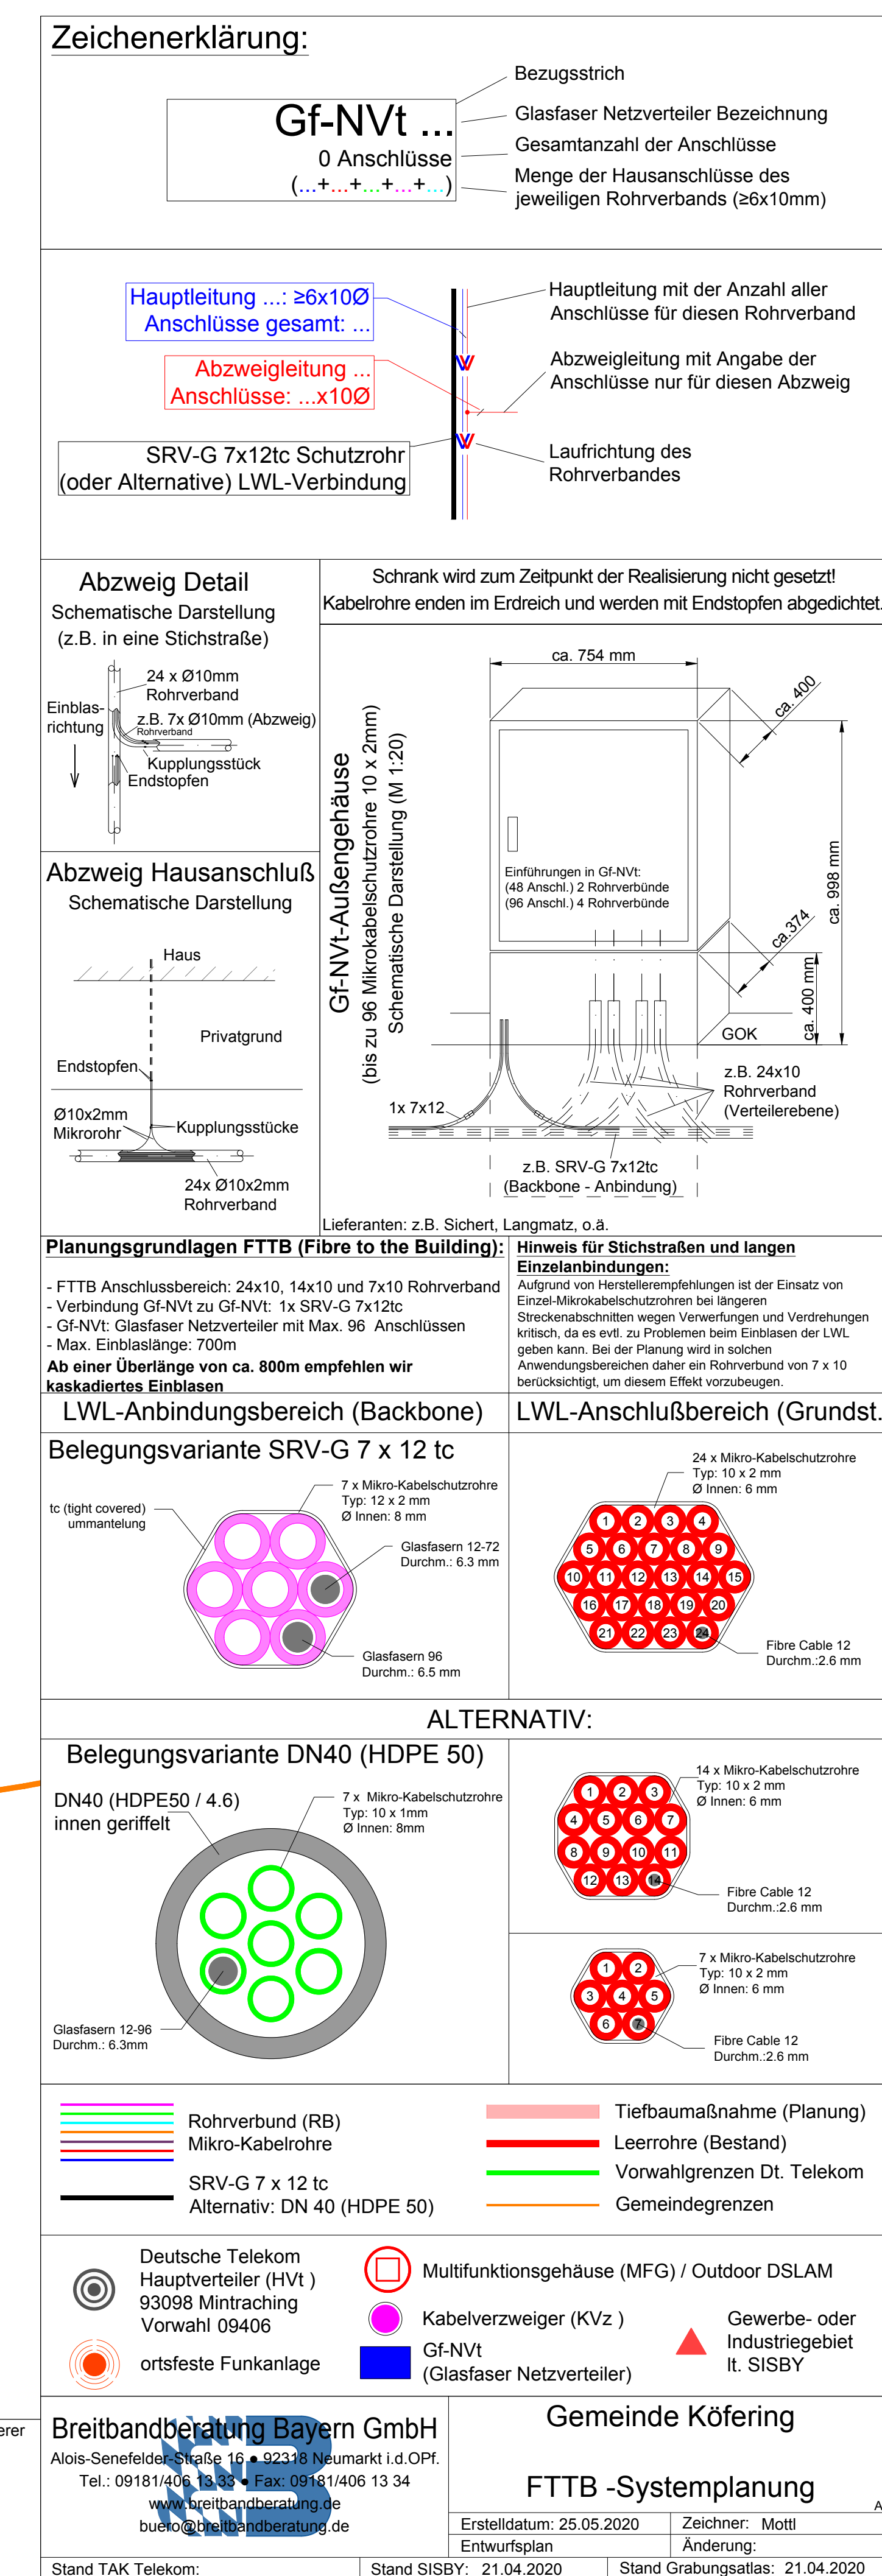 Zeichenerklärung:
Gf-NVt ...
0 Anschlüsse
(...+...+...+...+...)
Bezugsstrich
Glasfaser Netzverteiler Bezeichnung
Gesamtanzahl der Anschlüsse
Menge der Hausanschlüsse des
jeweiligen Rohrverbands (≥6x10mm)
Hauptleitung ...: ≥6x10Ø
Anschlüsse gesamt: ...
Abzweigleitung ...
Anschlüsse: ...x10Ø
SRV-G 7x12tc Schutzrohr
(oder Alternative) LWL-Verbindung
Hauptleitung mit der Anzahl aller
Anschlüsse für diesen Rohrverband
Abzweigleitung mit Angabe der
Anschlüsse nur für diesen Abzweig
Laufrichtung des
Rohrverbandes
Abzweig Detail
Schematische Darstellung
(z.B. in eine Stichstraße)
24 x Ø10mm
Rohrverband
Einblas-
richtung
z.B. 7x Ø10mm (Abzweig)
Rohrverband
Kupplungsstück
Endstopfen
Schrank wird zum Zeitpunkt der Realisierung nicht gesetzt!
Kabelrohre enden im Erdreich und werden mit Endstopfen abgedichtet.
Gf-NVt-Außengehäuse
(bis zu 96 Mikrokabelschutzrohre 10 x 2mm)
Schematische Darstellung (M 1:20)
ca. 754 mm
ca. 400
ca. 998 mm
Einführungen in Gf-NVt:
(48 Anschl.) 2 Rohrverbünde
(96 Anschl.) 4 Rohrverbünde
ca.374
ca. 400 mm
GOK
z.B. 24x10
Rohrverband
(Verteilerebene)
1x 7x12
z.B. SRV-G 7x12tc
(Backbone - Anbindung)
Lieferanten: z.B. Sichert, Langmatz, o.ä.
Abzweig Hausanschluß
Schematische Darstellung
Haus
Privatgrund
Endstopfen
Ø10x2mm
Mikrorohr
Kupplungsstücke
24x Ø10x2mm
Rohrverband
Planungsgrundlagen FTTB (Fibre to the Building):
- FTTB Anschlussbereich: 24x10, 14x10 und 7x10 Rohrverband
- Verbindung Gf-NVt zu Gf-NVt: 1x SRV-G 7x12tc
- Gf-NVt: Glasfaser Netzverteiler mit Max. 96 Anschlüssen
- Max. Einblaslänge: 700m
Ab einer Überlänge von ca. 800m empfehlen wir
kaskadiertes Einblasen
Hinweis für Stichstraßen und langen
Einzelanbindungen:
Aufgrund von Herstellerempfehlungen ist der Einsatz von
Einzel-Mikrokabelschutzrohren bei längeren
Streckenabschnitten wegen Verwerfungen und Verdrehungen
kritisch, da es evtl. zu Problemen beim Einblasen der LWL
geben kann. Bei der Planung wird in solchen
Anwendungsbereichen daher ein Rohrverbund von 7 x 10
berücksichtigt, um diesem Effekt vorzubeugen.
LWL-Anbindungsbereich (Backbone)
LWL-Anschlußbereich (Grundst.
Belegungsvariante SRV-G 7 x 12 tc
tc (tight covered)
ummantelung
7 x Mikro-Kabelschutzrohre
Typ: 12 x 2 mm
Ø Innen: 8 mm
Glasfasern 12-72
Durchm.: 6.3 mm
Glasfasern 96
Durchm.: 6.5 mm
24 x Mikro-Kabelschutzrohre
Typ: 10 x 2 mm
Ø Innen: 6 mm
1 2 3 4
5 6 7 8 9
10 11 12 13 14 15
16 17 18 19 20
21 22 23 24
Fibre Cable 12
Durchm.:2.6 mm
ALTERNATIV:
Belegungsvariante DN40 (HDPE 50)
DN40 (HDPE50 / 4.6)
innen geriffelt
7 x Mikro-Kabelschutzrohre
Typ: 10 x 1mm
Ø Innen: 8mm
Glasfasern 12-96
Durchm.: 6.3mm
14 x Mikro-Kabelschutzrohre
Typ: 10 x 2 mm
Ø Innen: 6 mm
1 2 3
4 5 6 7
8 9 10 11
12 13 14
Fibre Cable 12
Durchm.:2.6 mm
7 x Mikro-Kabelschutzrohre
Typ: 10 x 2 mm
Ø Innen: 6 mm
1 2
3 4 5
6 7
Fibre Cable 12
Durchm.:2.6 mm
Rohrverbund (RB)
Mikro-Kabelrohre
SRV-G 7 x 12 tc
Alternativ: DN 40 (HDPE 50)
Tiefbaumaßnahme (Planung)
Leerrohre (Bestand)
Vorwahlgrenzen Dt. Telekom
Gemeindegrenzen
Deutsche Telekom
Hauptverteiler (HVt )
93098 Mintraching
Vorwahl 09406
ortsfeste Funkanlage
Multifunktionsgehäuse (MFG) / Outdoor DSLAM
Kabelverzweiger (KVz )
Gf-NVt
(Glasfaser Netzverteiler)
Gewerbe- oder
Industriegebiet
lt. SISBY
erer
Breitbandberatung Bayern GmbH
Alois-Senefelder-Straße 16 ● 92318 Neumarkt i.d.OPf.
Tel.: 09181/406 13 33 ● Fax: 09181/406 13 34
www.breitbandberatung.de
buero@breitbandberatung.de
Gemeinde Köfering
FTTB -Systemplanung
A
Erstelldatum: 25.05.2020
Zeichner: Mottl
Entwurfsplan
Änderung:
Stand TAK Telekom:
Stand SISBY: 21.04.2020
Stand Grabungsatlas: 21.04.2020